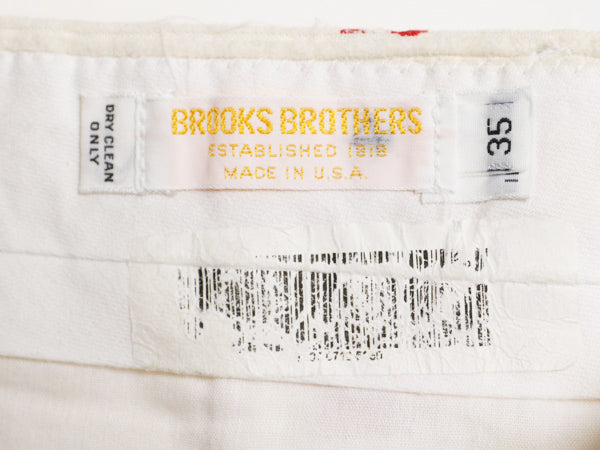 DRY CLEAN
ONLY
BROOKS BROTHERS
ESTABLISHED 1818
MADE IN U.S.A.
35